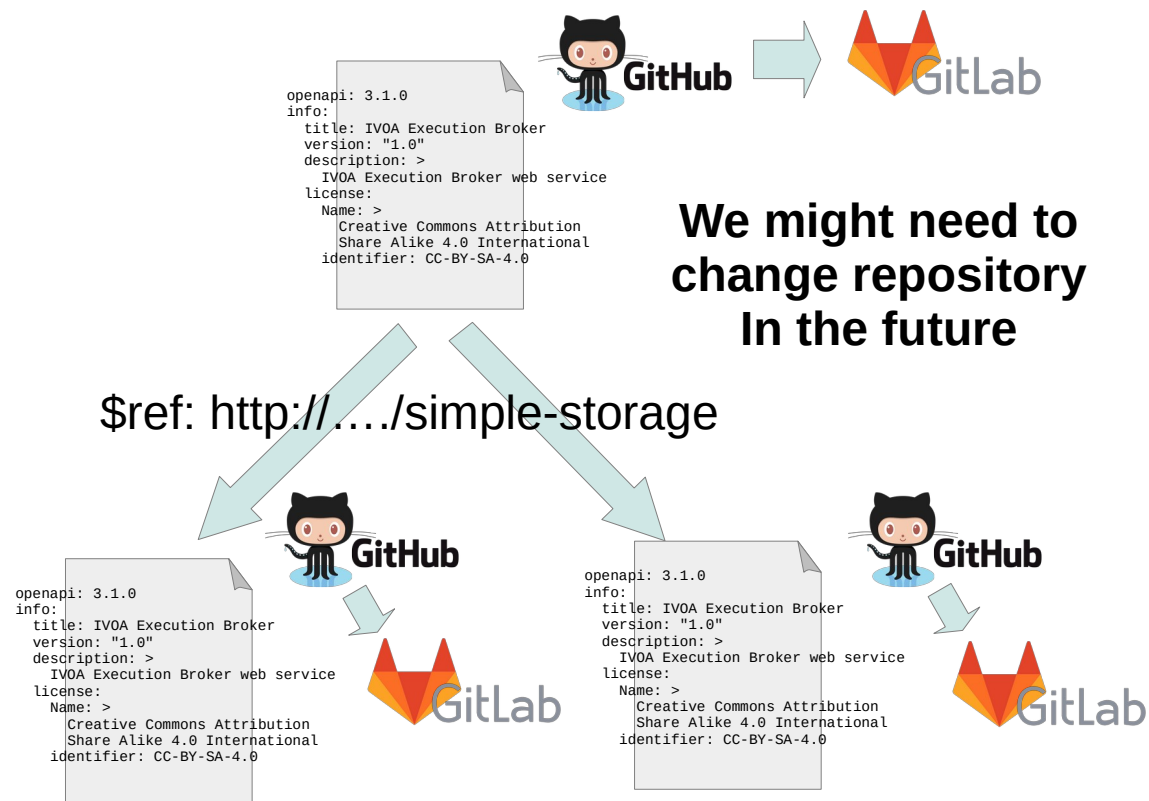 GitHub
GitLab
openapi: 3.1.0
info:
  title: IVOA Execution Broker
  version: "1.0"
  description: >
    IVOA Execution Broker web service
  license:
    Name: >
      Creative Commons Attribution
      Share Alike 4.0 International
    identifier: CC-BY-SA-4.0
We might need to
change repository
In the future
$ref: http://…./simple-storage
GitHub
openapi: 3.1.0
info:
  title: IVOA Execution Broker
  version: "1.0"
  description: >
    IVOA Execution Broker web service
  license:
    Name: >
      Creative Commons Attribution
      Share Alike 4.0 International
    identifier: CC-BY-SA-4.0
GitLab
GitHub
openapi: 3.1.0
info:
  title: IVOA Execution Broker
  version: "1.0"
  description: >
    IVOA Execution Broker web service
  license:
    Name: >
      Creative Commons Attribution
      Share Alike 4.0 International
    identifier: CC-BY-SA-4.0
GitLab